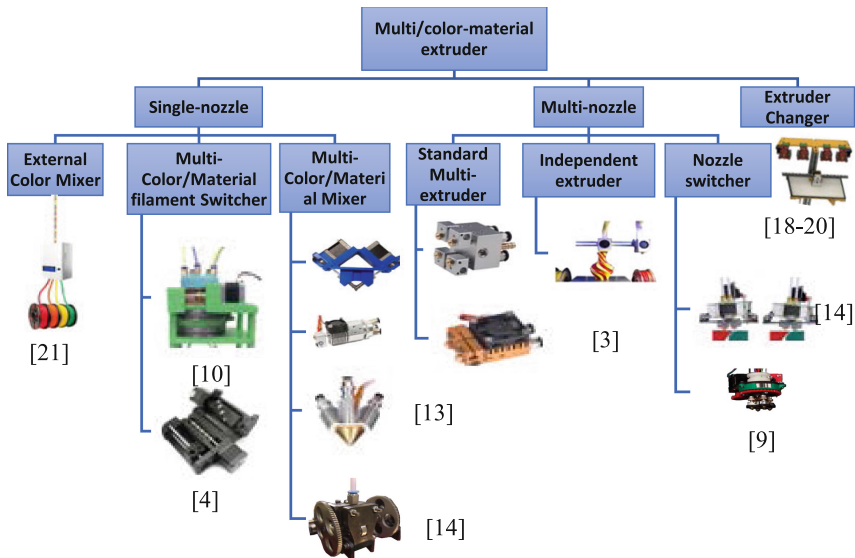 Multi/color-material
extruder
Single-nozzle
Multi-nozzle
Extruder
Changer
External
Color Mixer
Multi-
Color/Material
filament Switcher
Multi-
Color/Materi
al Mixer
Standard
Multi-
extruder
Independent
extruder
Nozzle
switcher
[18-20]
[21]
[10]
[4]
[13]
[14]
[3]
[14]
[9]